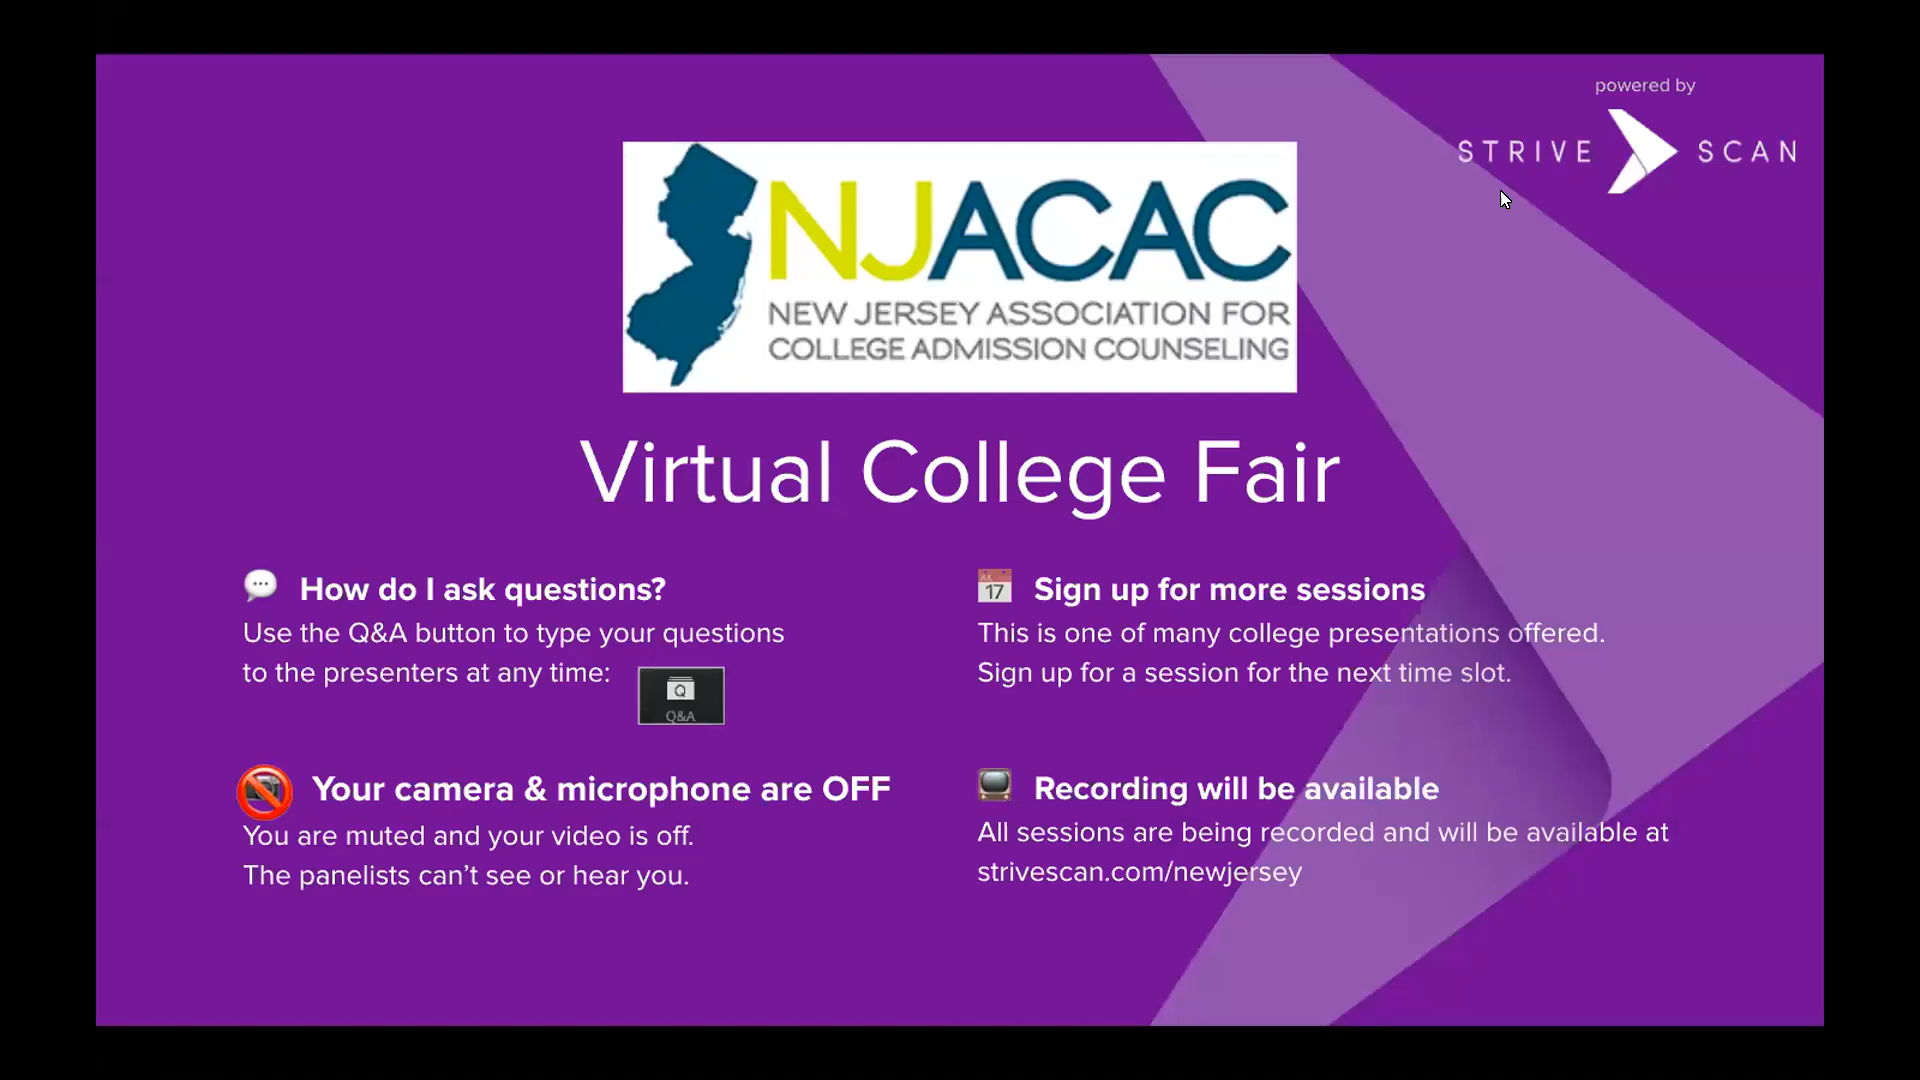 powered by
STRIVE SCAN
NJACAC
NEW JERSEY ASSOCIATION FOR
COLLEGE ADMISSION COUNSELING
Virtual College Fair
How do I ask questions?
Use the Q&A button to type your questions
to the presenters at any time:
Q
Q&A
Your camera & microphone are OFF
You are muted and your video is off.
The panelists can’t see or hear you.
17
Sign up for more sessions
This is one of many college presentations offered.
Sign up for a session for the next time slot.
Recording will be available
All sessions are being recorded and will be available at
strivescan.com/newjersey